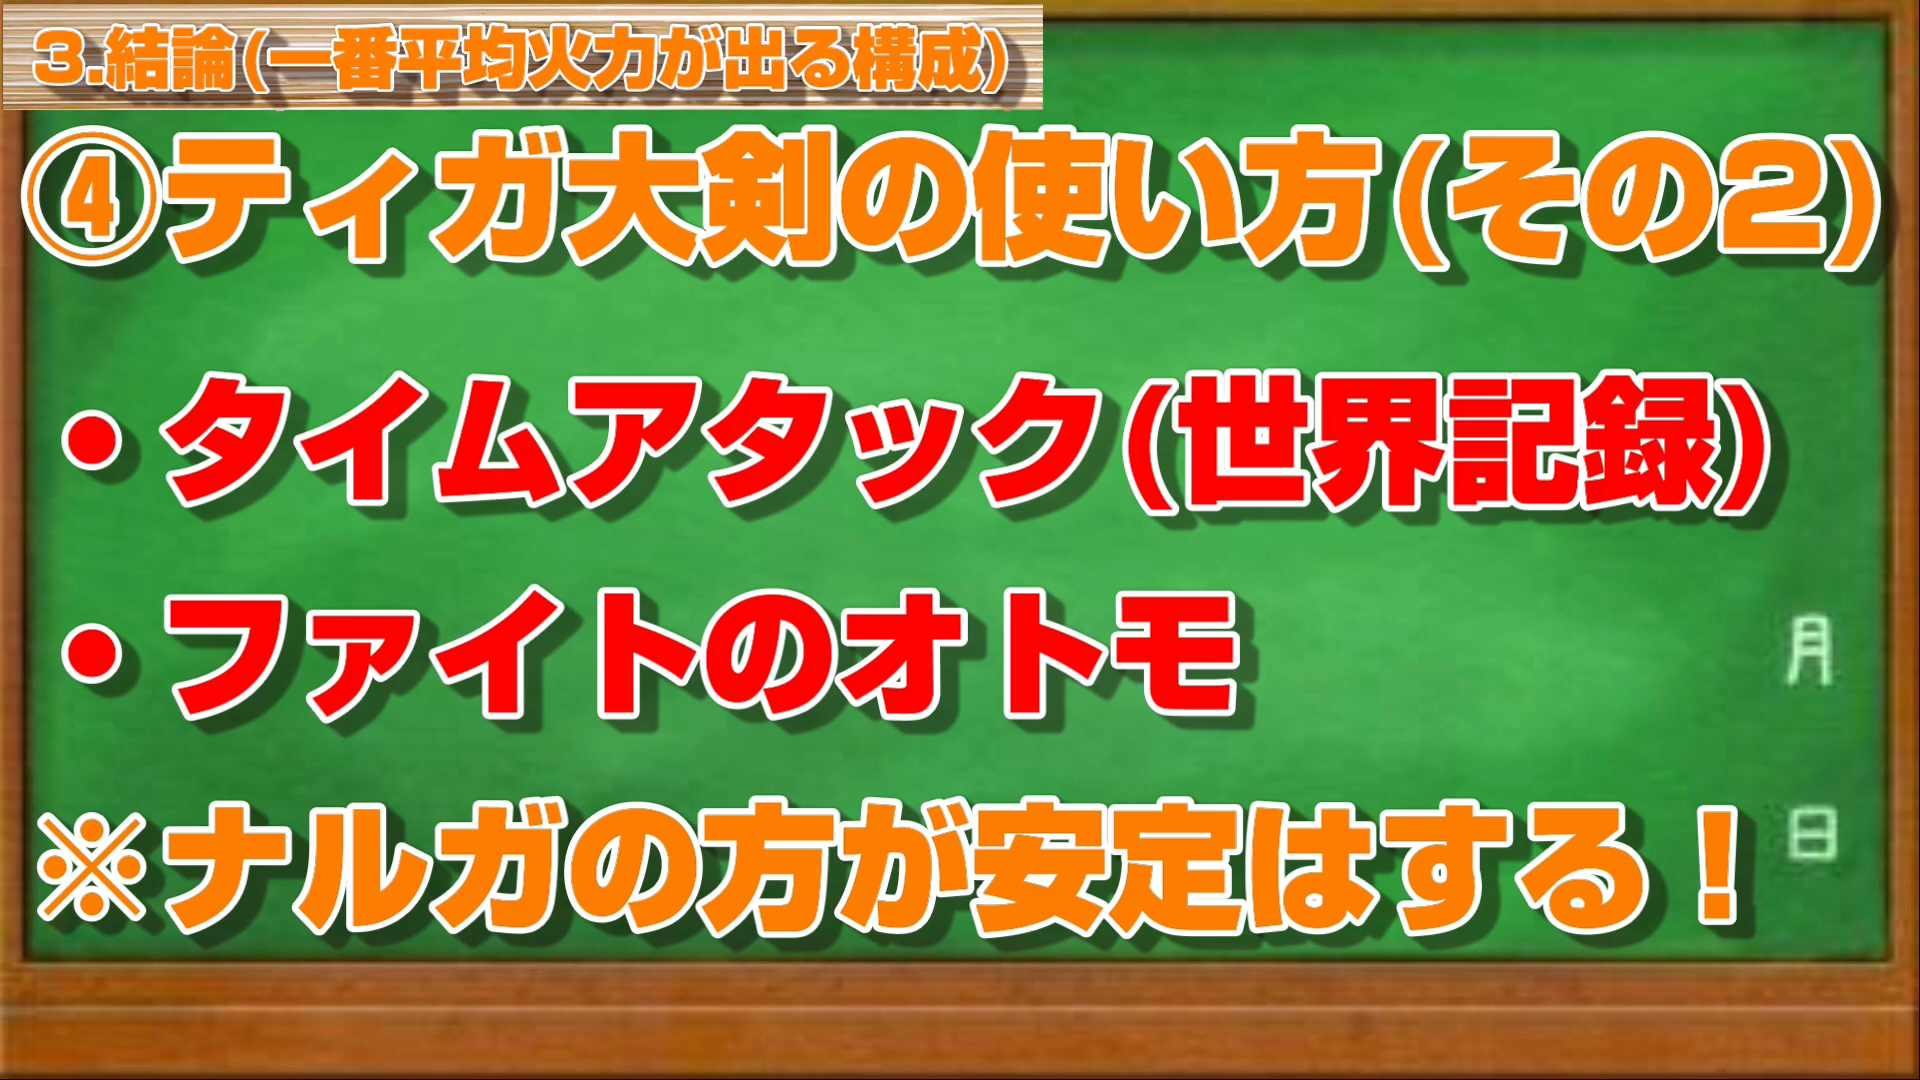 3.結論(一番平均火力が出る構成)
④ティガ大剣の使い方(その2)
・タイムアタック(世界記録)
・ファイトのオトモ
月
※ナルガの方が安定はする！
日